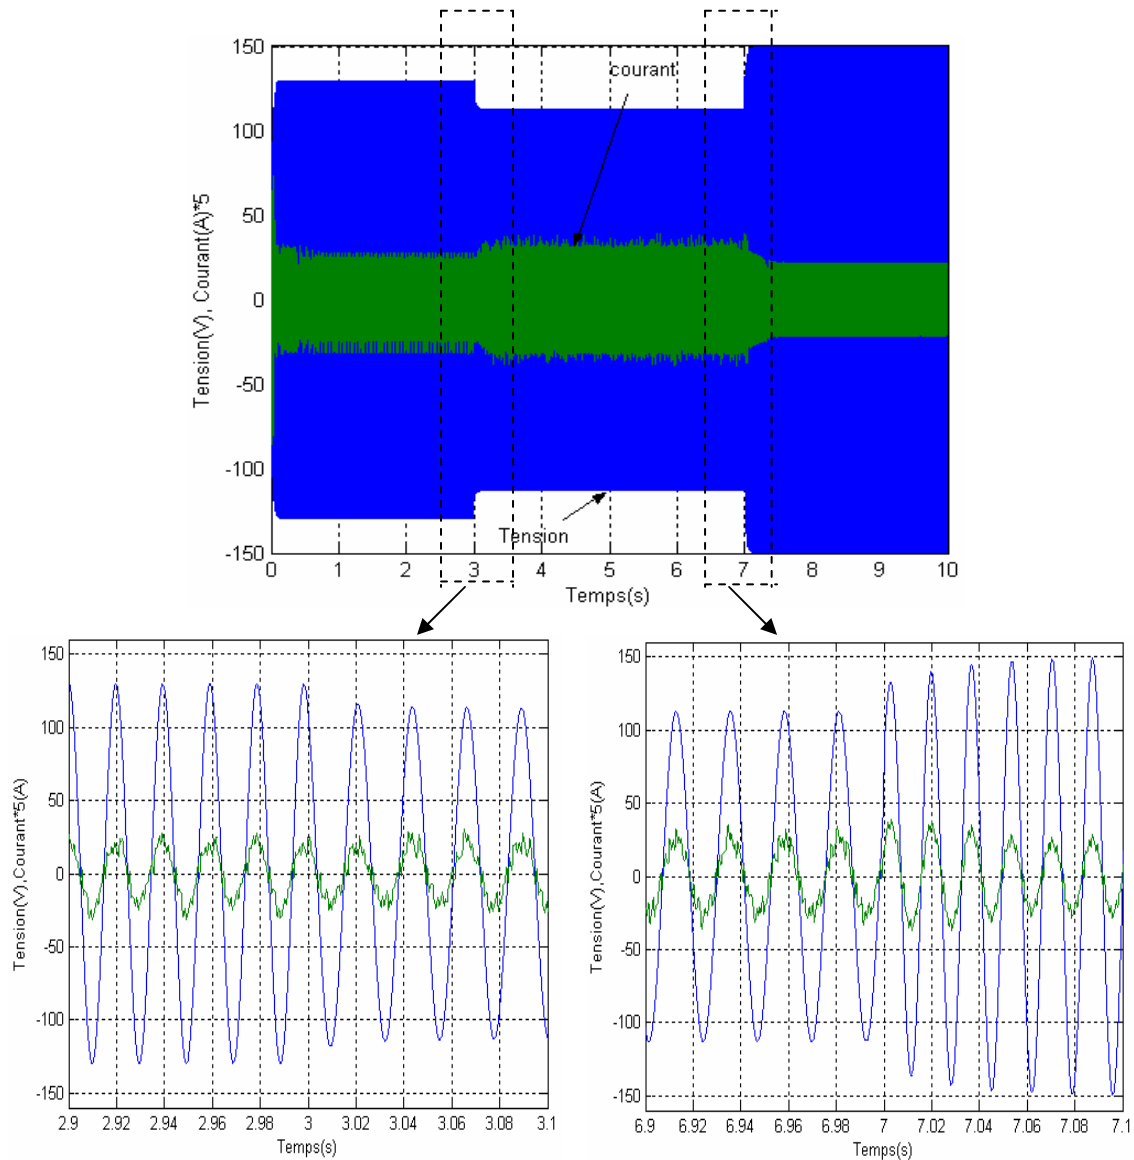 150
100
50
0
-50
-100
-150
Tension(V), Courant(A)*5
courant
Tension
0 1 2 3 4 5 6 7 8 9 10
Temps(s)
150
100
50
0
-50
-100
-150
Tension(V),Courant*5(A)
2.9 2.92 2.94 2.96 2.98 3 3.02 3.04 3.06 3.08 3.1
Temps(s)
150
100
50
0
-50
-100
-150
Tension(V),Courant*5(A)
6.9 6.92 6.94 6.96 6.98 7 7.02 7.04 7.06 7.08 7.1
Temps(s)